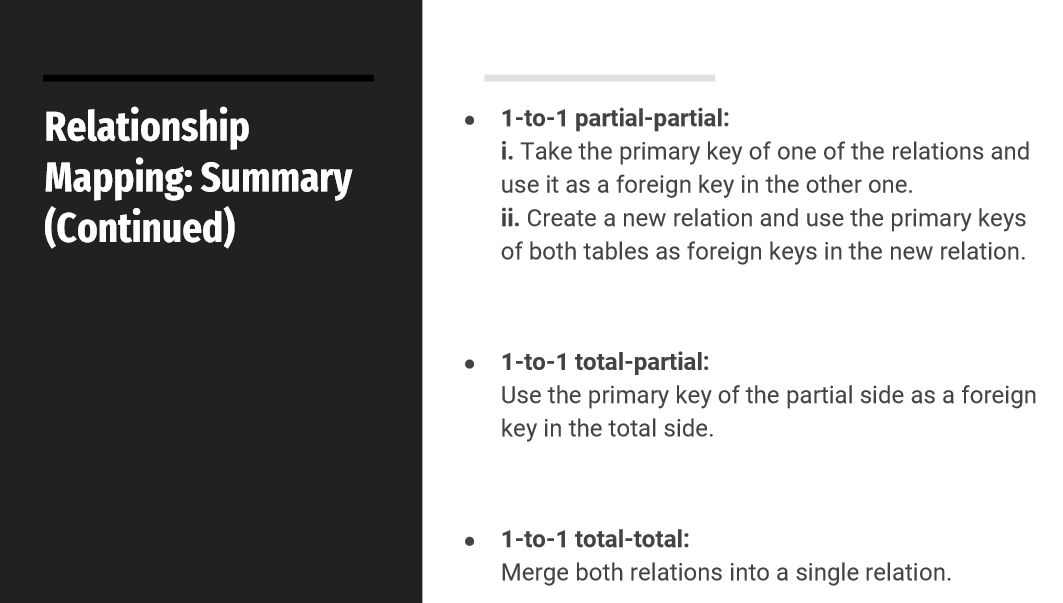 Relationship
Mapping: Summary
(Continued)
● 1-to-1 partial-partial:
i. Take the primary key of one of the relations and
use it as a foreign key in the other one.
ii. Create a new relation and use the primary keys
of both tables as foreign keys in the new relation.
● 1-to-1 total-partial:
Use the primary key of the partial side as a foreign
key in the total side.
● 1-to-1 total-total:
Merge both relations into a single relation.